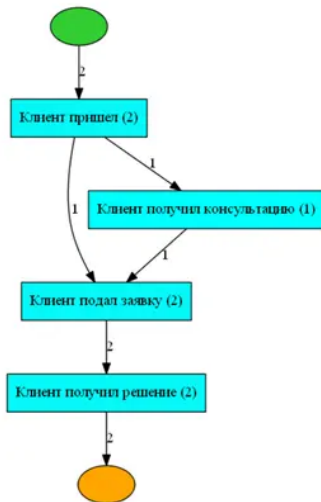 2
Клиент пришел (2)
1
1
Клиент получил консультацию (1)
1
Клиент подал заявку (2)
2
Клиент получил решение (2)
2